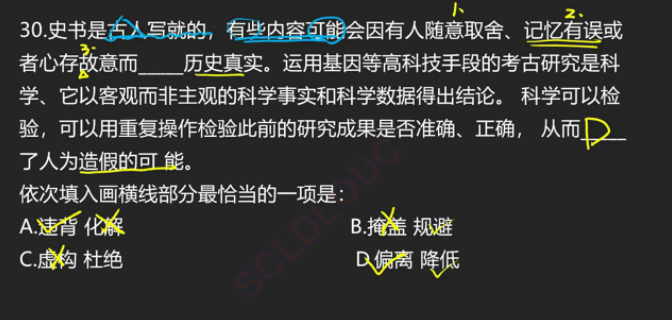 1. 2.
30.史书是古人写就的，有些内容可能会因有人随意取舍、记忆有误或
3.
者心存故意而_____历史真实。运用基因等高科技手段的考古研究是科
学、它以客观而非主观的科学事实和科学数据得出结论。 科学可以检
验，可以用重复操作检验此前的研究成果是否准确、正确， 从而_____ D
了人为造假的可 能。
依次填入画横线部分最恰当的一项是：
A.违背 化解 B.掩盖 规避
C.虚构 杜绝 D.偏离 降低
SCLDLOUC